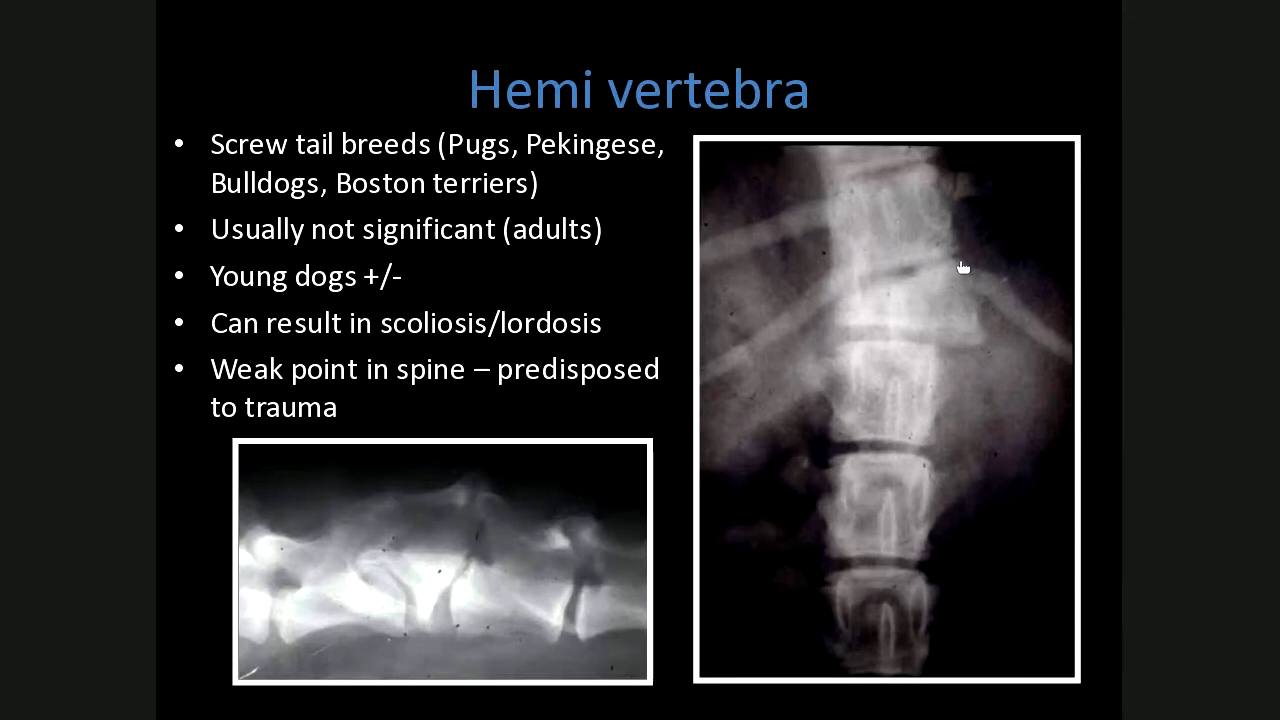 Hemi vertebra
• Screw tail breeds (Pugs, Pekingese,
Bulldogs, Boston terriers)
• Usually not significant (adults)
• Young dogs +/-
• Can result in scoliosis/lordosis
• Weak point in spine – predisposed
to trauma